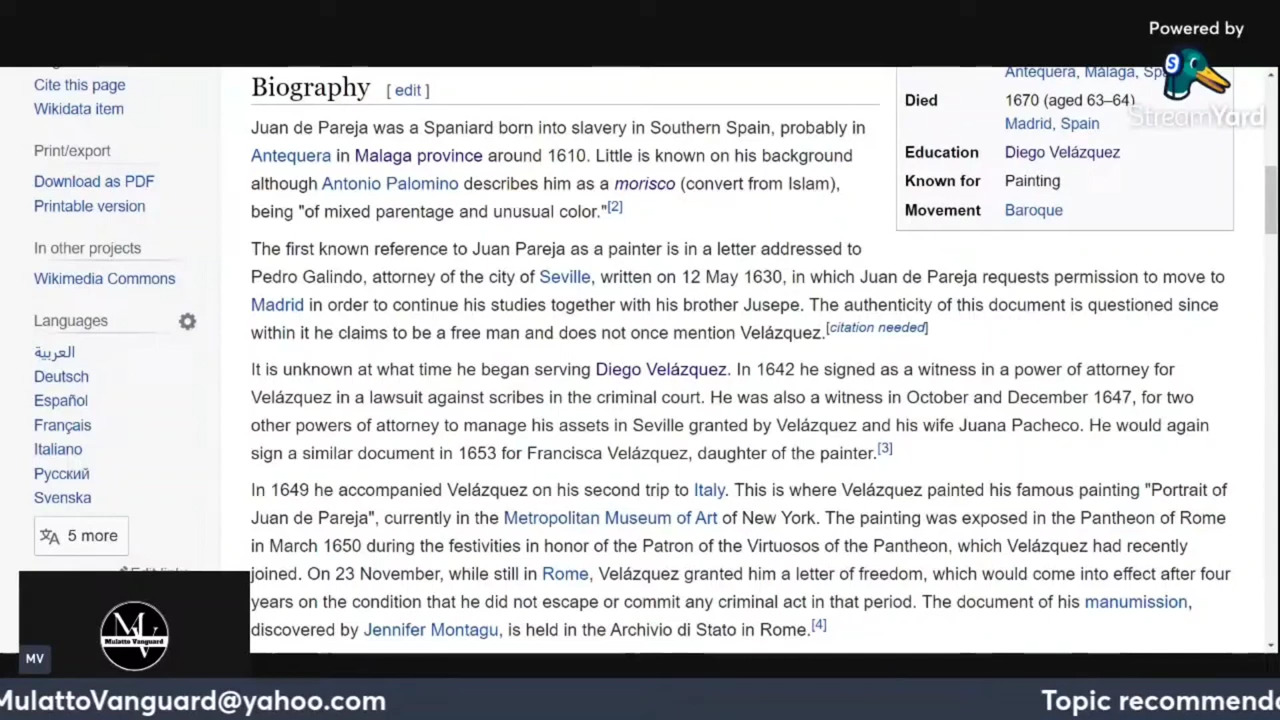 Powered by
StreamYard
Cite this page
Wikidata item
Print/export
Download as PDF
Printable version
In other projects
Wikimedia Commons
Languages
العربية
Deutsch
Español
Français
Italiano
Русский
Svenska
5 more
Biography [ edit ]
Juan de Pareja was a Spaniard born into slavery in Southern Spain, probably in
Antequera in Malaga province around 1610. Little is known on his background
although Antonio Palomino describes him as a morisco (convert from Islam),
being "of mixed parentage and unusual color."[2]
The first known reference to Juan Pareja as a painter is in a letter addressed to
Pedro Galindo, attorney of the city of Seville, written on 12 May 1630, in which Juan de Pareja requests permission to move to
Madrid in order to continue his studies together with his brother Jusepe. The authenticity of this document is questioned since
within it he claims to be a free man and does not once mention Velázquez.[citation needed]
It is unknown at what time he began serving Diego Velázquez. In 1642 he signed as a witness in a power of attorney for
Velázquez in a lawsuit against scribes in the criminal court. He was also a witness in October and December 1647, for two
other powers of attorney to manage his assets in Seville granted by Velázquez and his wife Juana Pacheco. He would again
sign a similar document in 1653 for Francisca Velázquez, daughter of the painter.[3]
In 1649 he accompanied Velázquez on his second trip to Italy. This is where Velázquez painted his famous painting "Portrait of
Juan de Pareja", currently in the Metropolitan Museum of Art of New York. The painting was exposed in the Pantheon of Rome
in March 1650 during the festivities in honor of the Patron of the Virtuosos of the Pantheon, which Velázquez had recently
joined. On 23 November, while still in Rome, Velázquez granted him a letter of freedom, which would come into effect after four
years on the condition that he did not escape or commit any criminal act in that period. The document of his manumission,
discovered by Jennifer Montagu, is held in the Archivio di Stato in Rome.[4]
Antequera, Málaga, Sp
Died 1670 (aged 63–64)
Madrid, Spain
Education Diego Velázquez
Known for Painting
Movement Baroque
MV
Mulatto Vanguard
MV
MulattoVanguard@yahoo.com
Topic recommend